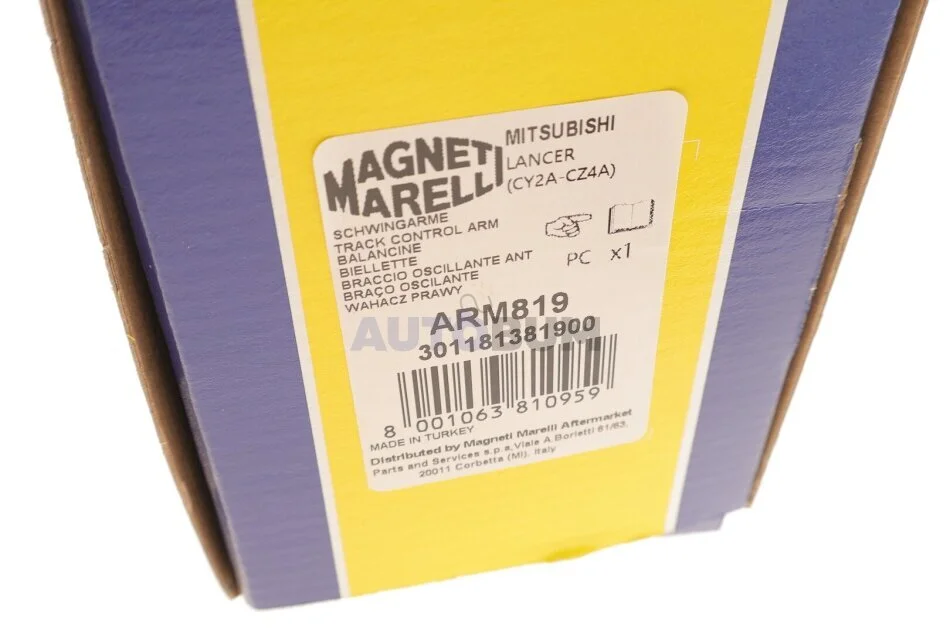 MAGNETI
MARELLI
MITSUBISHI
LANCER
(CY2A-CZ4A)
SCHWINGARME
TRACK CONTROL ARM
BALANCINE
BIELLETTE
BRACCIO OSCILLANTE ANT
BRAÇO OSCILANTE
WAHACZ PRAWY
PC x1
ARM819
301181381900
8 001063 810959
MADE IN TURKEY
Distributed by Magneti Marelli Aftermarket
Parts and Services s.p.a, Viale A. Borletti 61/63,
20011 Corbetta (MI), Italy